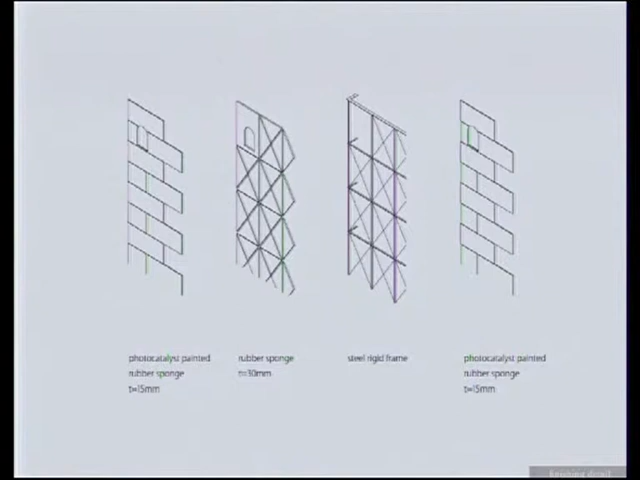 photocatalyst painted
rubber sponge
t=15mm
rubber sponge
t=30mm
steel rigid frame
photocatalyst painted
rubber sponge
t=15mm